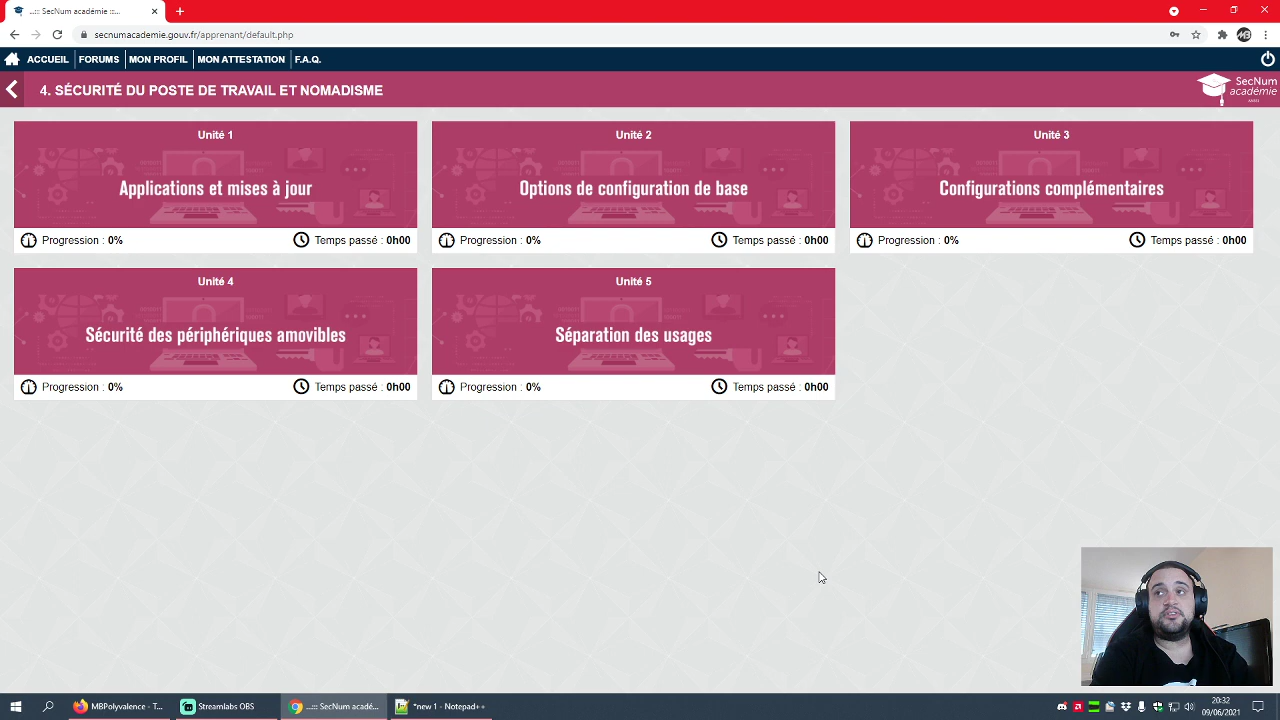 ..:: SecNum académie ::...
secnumacademie.gouv.fr/apprenant/default.php
ACCUEIL
FORUMS
MON PROFIL
MON ATTESTATION
F.A.Q.
4. SÉCURITÉ DU POSTE DE TRAVAIL ET NOMADISME
SecNum
académie
Unité 1
Applications et mises à jour
Progression : 0%
Temps passé : 0h00
Unité 2
Options de configuration de base
Progression : 0%
Temps passé : 0h00
Unité 3
Configurations complémentaires
Progression : 0%
Temps passé : 0h00
Unité 4
Sécurité des périphériques amovibles
Progression : 0%
Temps passé : 0h00
Unité 5
Séparation des usages
Progression : 0%
Temps passé : 0h00
MBPolyvalence - T...
Streamlabs OBS
..::: SecNum acadé...
*new 1 - Notepad++
20:32
09/06/2021